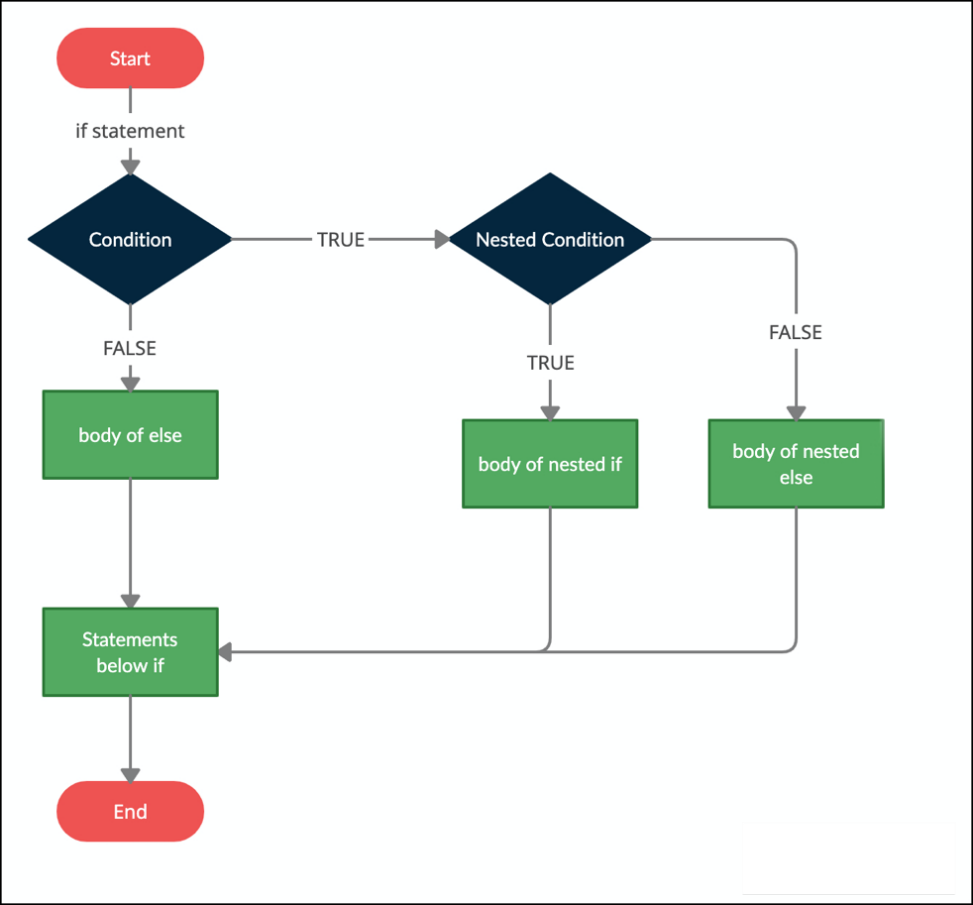 Start
if statement
Condition
TRUE
Nested Condition
FALSE
FALSE
TRUE
body of else
body of nested if
body of nested
else
Statements
below if
End